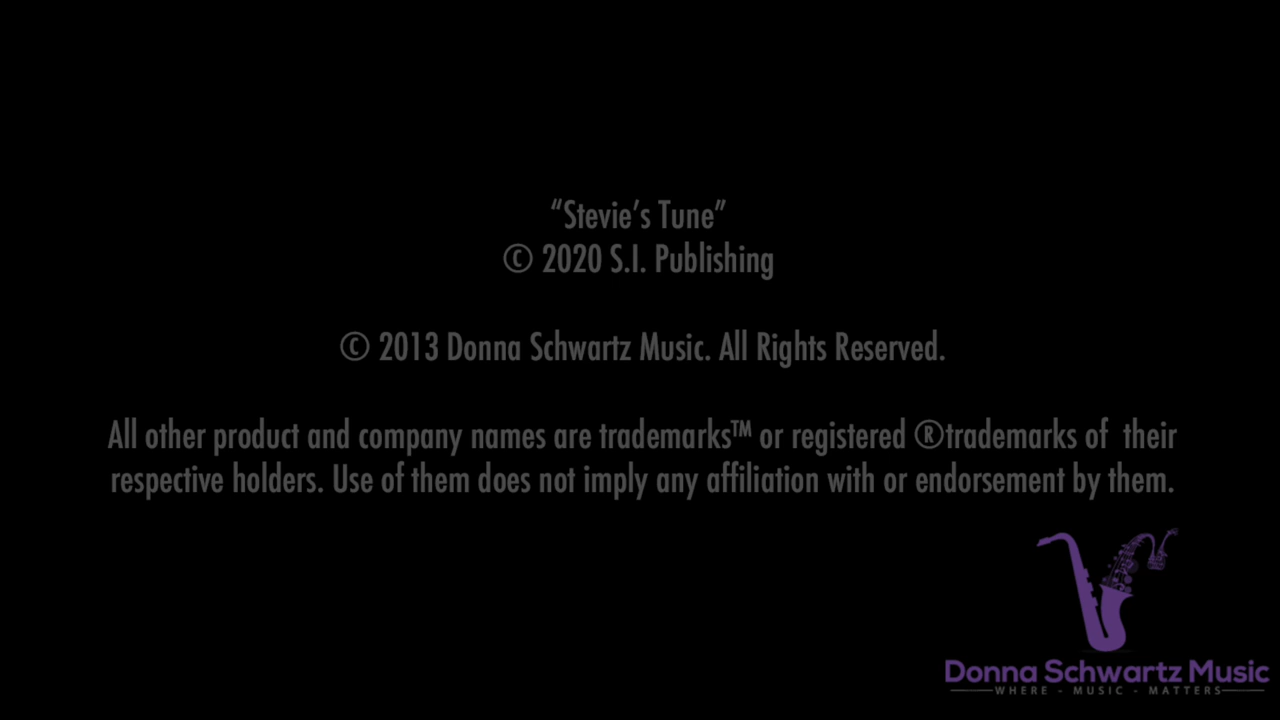 “Stevie’s Tune”
© 2020 S.I. Publishing
© 2013 Donna Schwartz Music. All Rights Reserved.
All other product and company names are trademarks™ or registered ®trademarks of  their
respective holders. Use of them does not imply any affiliation with or endorsement by them.
Donna Schwartz Music
WHERE - MUSIC - MATTERS